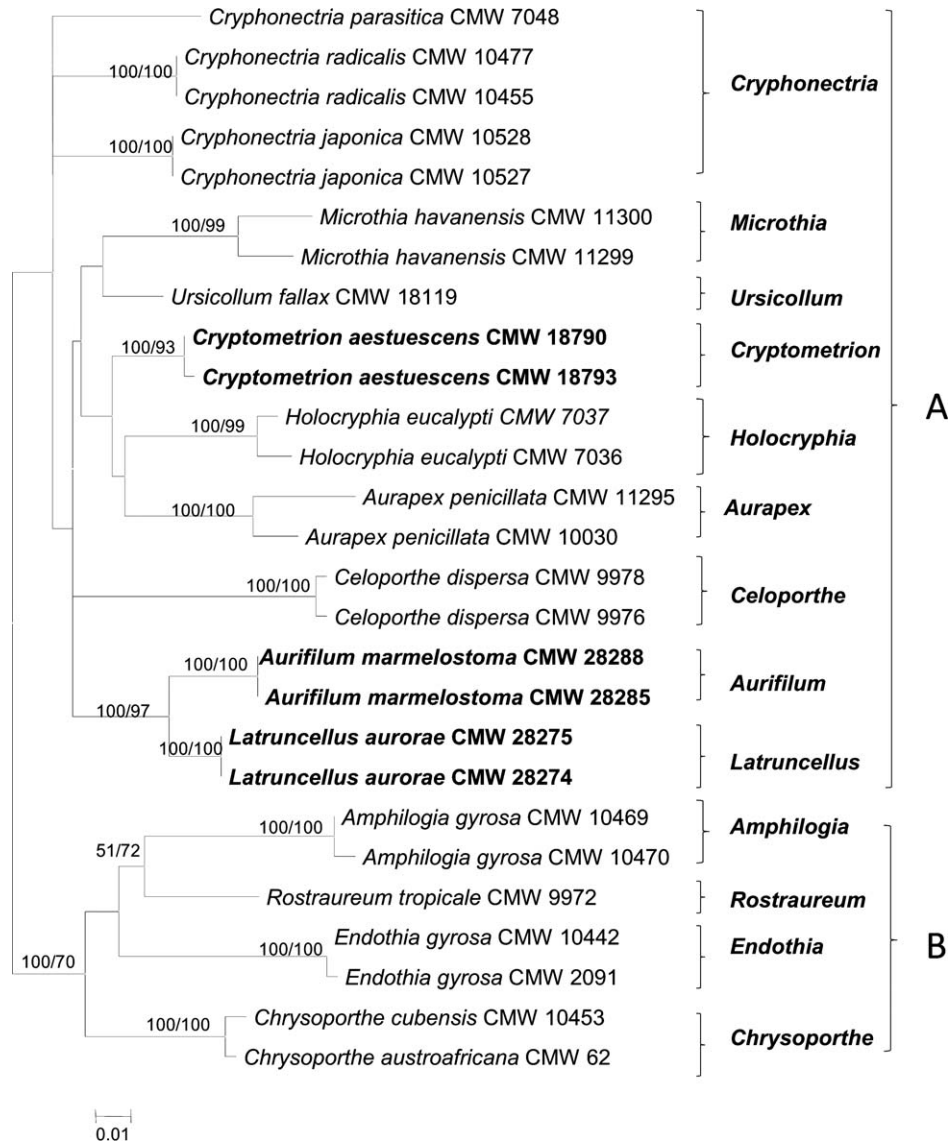 Cryphonectria parasitica CMW 7048
Cryphonectria radicalis CMW 10477
100/100
Cryphonectria radicalis CMW 10455
Cryphonectria
Cryphonectria japonica CMW 10528
100/100
Cryphonectria japonica CMW 10527
Microthia havanensis CMW 11300
100/99
Microthia
Microthia havanensis CMW 11299
Ursicollum fallax CMW 18119
Ursicollum
Cryptometrion aestuescens CMW 18790
100/93
Cryptometrion
Cryptometrion aestuescens CMW 18793
A
Holocryphia eucalypti CMW 7037
100/99
Holocryphia
Holocryphia eucalypti CMW 7036
Aurapex penicillata CMW 11295
100/100
Aurapex
Aurapex penicillata CMW 10030
Celoporthe dispersa CMW 9978
100/100
Celoporthe
Celoporthe dispersa CMW 9976
Aurifilum marmelostoma CMW 28288
100/100
Aurifilum
Aurifilum marmelostoma CMW 28285
100/97
Latruncellus aurorae CMW 28275
100/100
Latruncellus
Latruncellus aurorae CMW 28274
Amphilogia gyrosa CMW 10469
100/100
Amphilogia
51/72
Amphilogia gyrosa CMW 10470
Rostraureum tropicale CMW 9972
Rostraureum
Endothia gyrosa CMW 10442
100/100
Endothia
B
100/70
Endothia gyrosa CMW 2091
Chrysoporthe cubensis CMW 10453
100/100
Chrysoporthe
Chrysoporthe austroafricana CMW 62
0.01